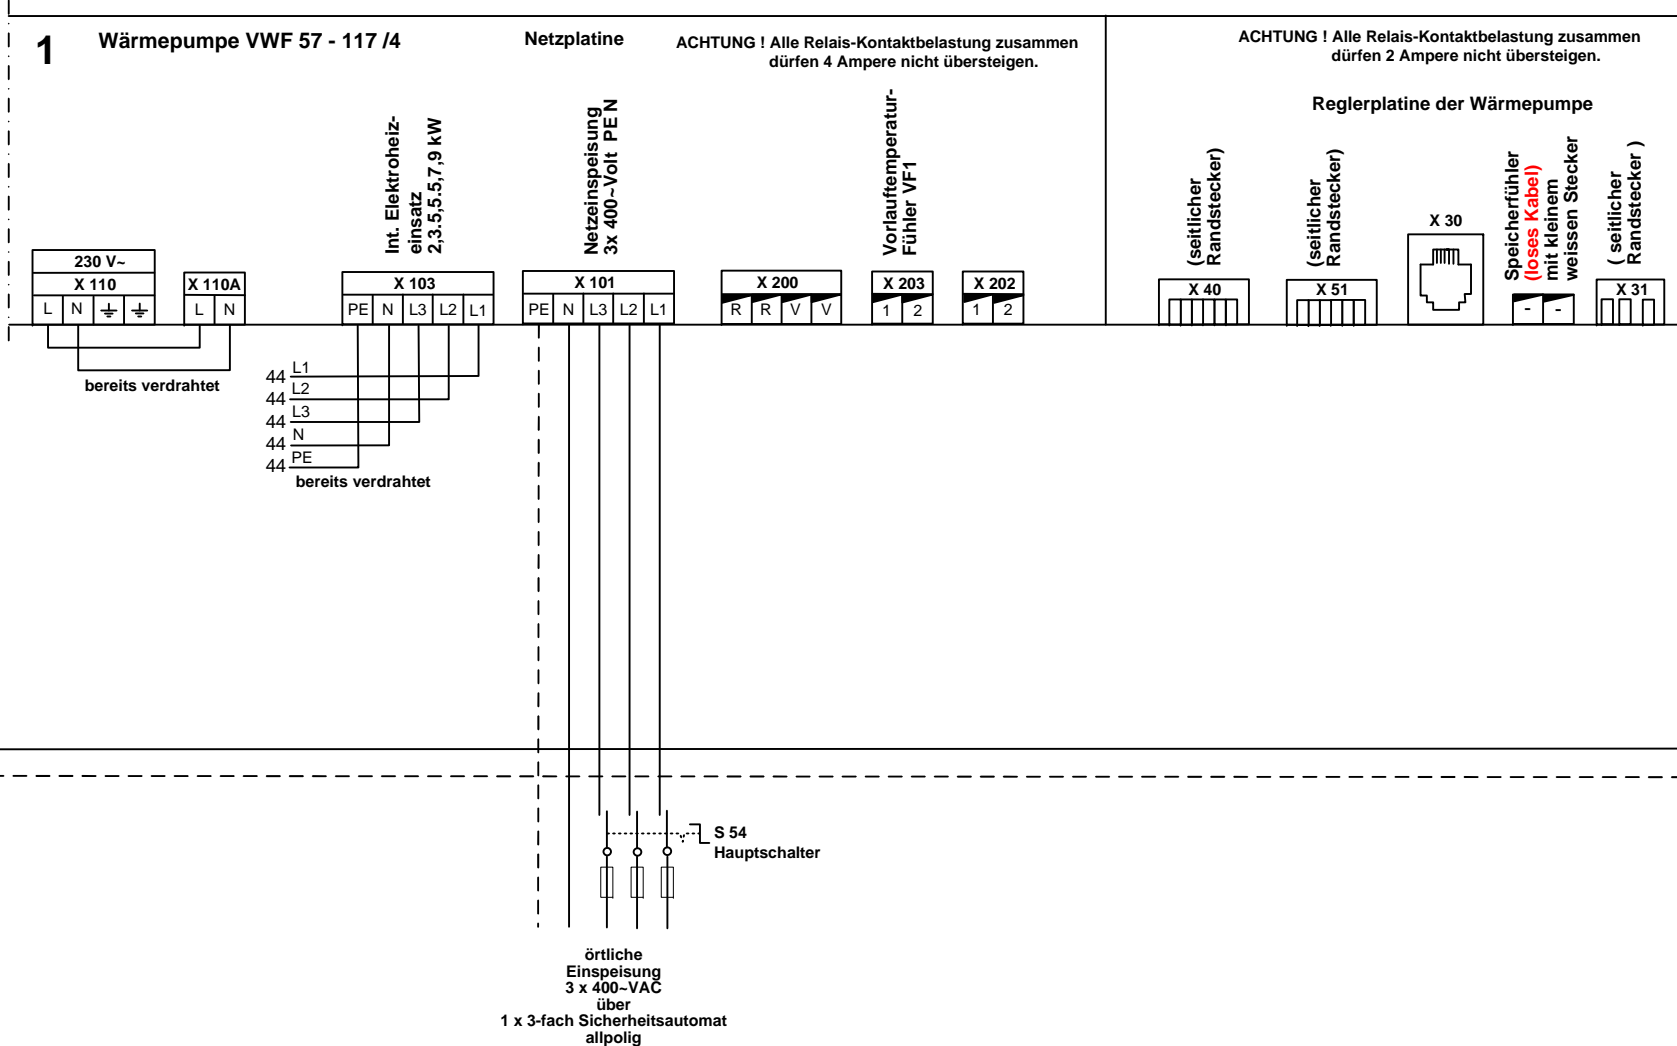 1
Wärmepumpe VWF 57 - 117 /4
Netzplatine
ACHTUNG ! Alle Relais-Kontaktbelastung zusammen
dürfen 4 Ampere nicht übersteigen.
ACHTUNG ! Alle Relais-Kontaktbelastung zusammen
dürfen 2 Ampere nicht übersteigen.
Reglerplatine der Wärmepumpe
Int. Elektroheiz-
einsatz
2,3.5,5.5,7,9 kW
Netzeinspeisung
3x 400~Volt PE N
Vorlauftemperatur-
Fühler VF1
(seitlicher
Randstecker)
(seitlicher
Randstecker)
X 30
Speicherfühler
(loses Kabel)
mit kleinem
weissen Stecker
( seitlicher
Randstecker )
230 V~
X 110
L N
X 110A
L N
X 103
PE N L3 L2 L1
X 101
PE N L3 L2 L1
X 200
R R V V
X 203
1 2
X 202
1 2
X 40
X 51
- -
X 31
bereits verdrahtet
44 L1
44 L2
44 L3
44 N
44 PE
bereits verdrahtet
S 54
Hauptschalter
örtliche
Einspeisung
3 x 400~VAC
über
1 x 3-fach Sicherheitsautomat
allpolig